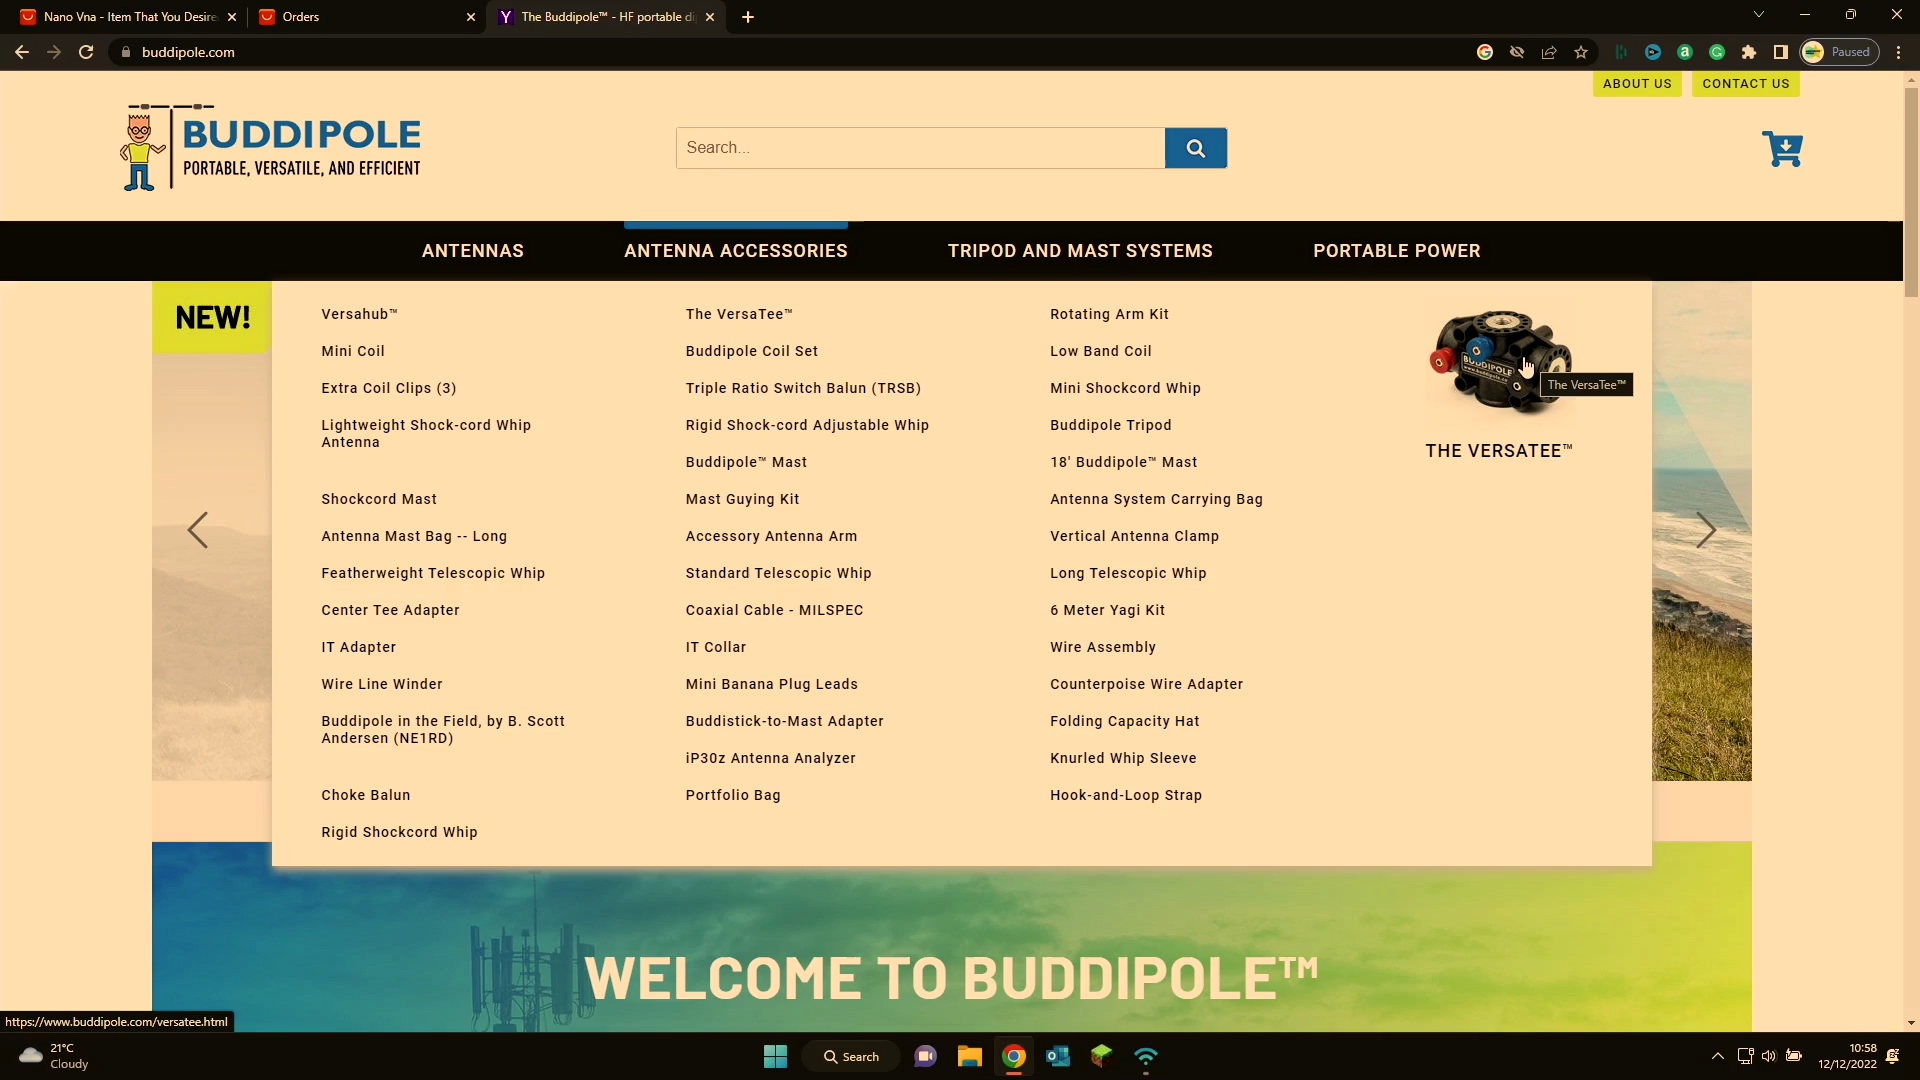 Nano Vna - Item That You Desire
Orders
The Buddipole™ - HF portable di
buddipole.com
Paused
ABOUT US
CONTACT US
BUDDIPOLE
PORTABLE, VERSATILE, AND EFFICIENT
Search...
ANTENNAS
ANTENNA ACCESSORIES
TRIPOD AND MAST SYSTEMS
PORTABLE POWER
NEW!
Versahub™
The VersaTee™
Rotating Arm Kit
Mini Coil
Buddipole Coil Set
Low Band Coil
Extra Coil Clips (3)
Triple Ratio Switch Balun (TRSB)
Mini Shockcord Whip
Lightweight Shock-cord Whip
Antenna
Rigid Shock-cord Adjustable Whip
Buddipole Tripod
Buddipole™ Mast
18' Buddipole™ Mast
Shockcord Mast
Mast Guying Kit
Antenna System Carrying Bag
Antenna Mast Bag -- Long
Accessory Antenna Arm
Vertical Antenna Clamp
Featherweight Telescopic Whip
Standard Telescopic Whip
Long Telescopic Whip
Center Tee Adapter
Coaxial Cable - MILSPEC
6 Meter Yagi Kit
IT Adapter
IT Collar
Wire Assembly
Wire Line Winder
Mini Banana Plug Leads
Counterpoise Wire Adapter
Buddipole in the Field, by B. Scott
Andersen (NE1RD)
Buddistick-to-Mast Adapter
Folding Capacity Hat
iP30z Antenna Analyzer
Knurled Whip Sleeve
Choke Balun
Portfolio Bag
Hook-and-Loop Strap
Rigid Shockcord Whip
BUDDIPOLE
The VersaTee™
THE VERSATEE™
WELCOME TO BUDDIPOLE™
https://www.buddipole.com/versatee.html
21°C
Cloudy
Search
10:58
12/12/2022